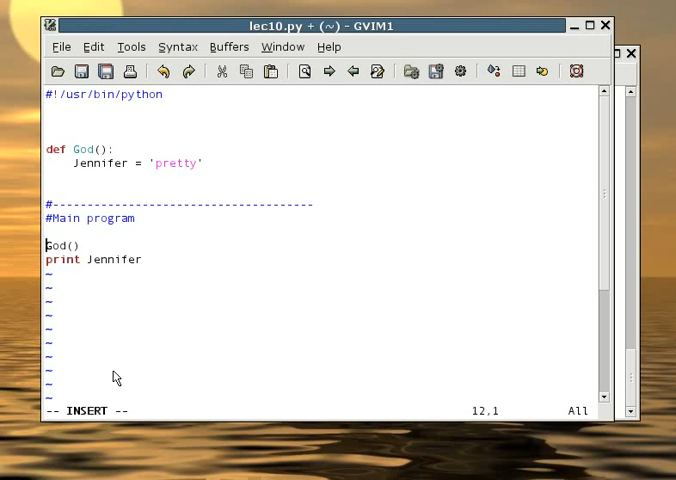 lec10.py + (~) - GVIM1
File Edit Tools Syntax Buffers Window Help
#!/usr/bin/python
def God():
    Jennifer = 'pretty'
#--------------------------------------
#Main program
God()
print Jennifer
~
~
~
~
~
~
~
~
~
~
-- INSERT -- 12,1 All